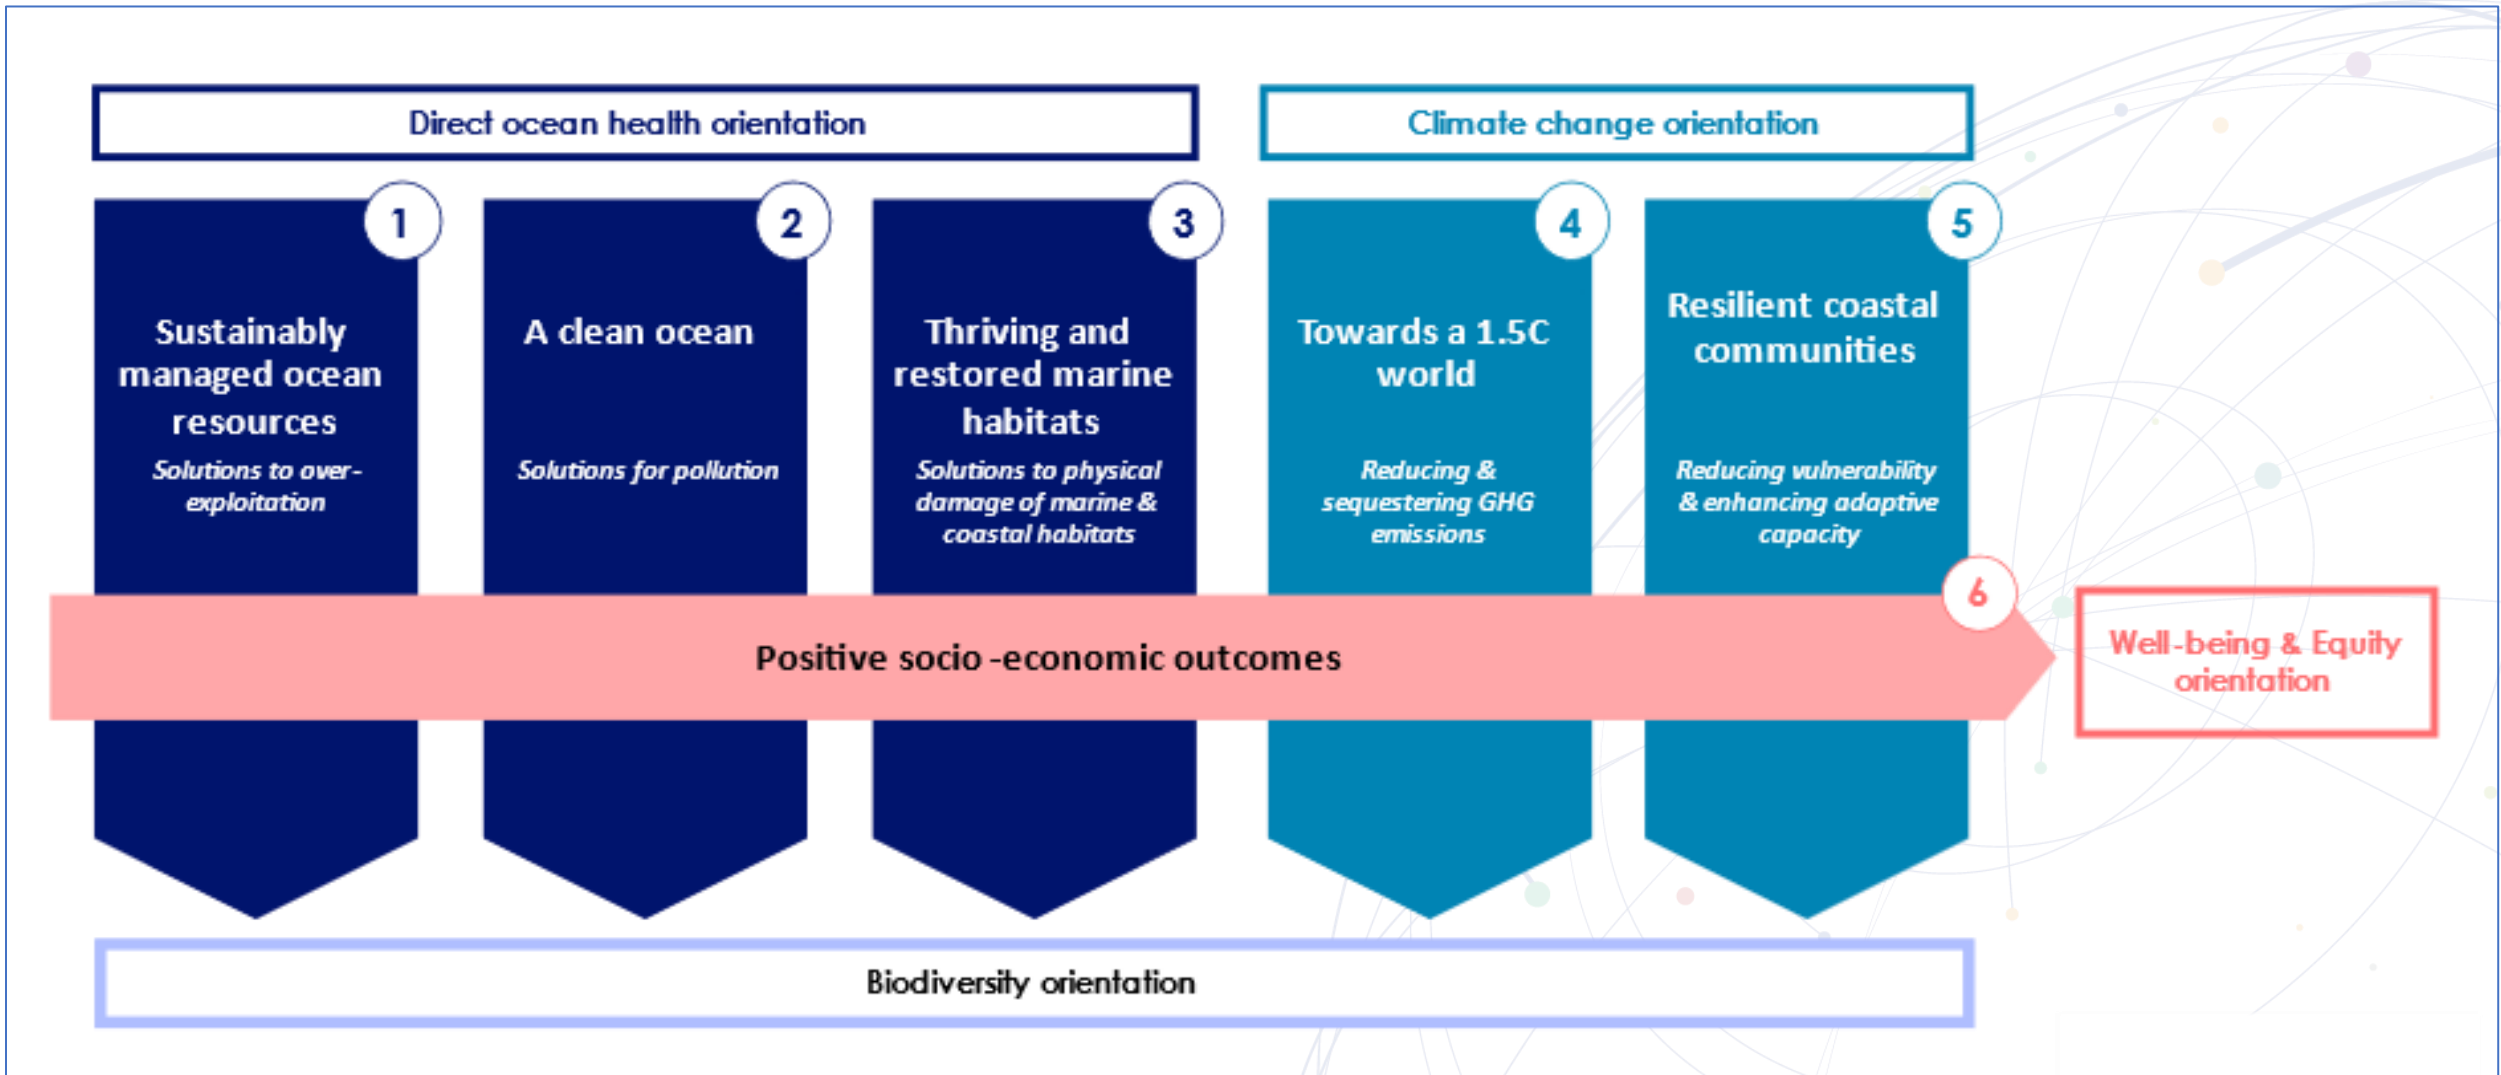 Direct ocean health orientation
Climate change orientation
1
Sustainably
managed ocean
resources
Solutions to over-
exploitation
2
A clean ocean
Solutions for pollution
3
Thriving and
restored marine
habitats
Solutions to physical
damage of marine &
coastal habitats
4
Towards a 1.5C
world
Reducing &
sequestering GHG
emissions
5
Resilient coastal
communities
Reducing vulnerability
& enhancing adaptive
capacity
6
Positive socio-economic outcomes
Well-being & Equity
orientation
Biodiversity orientation